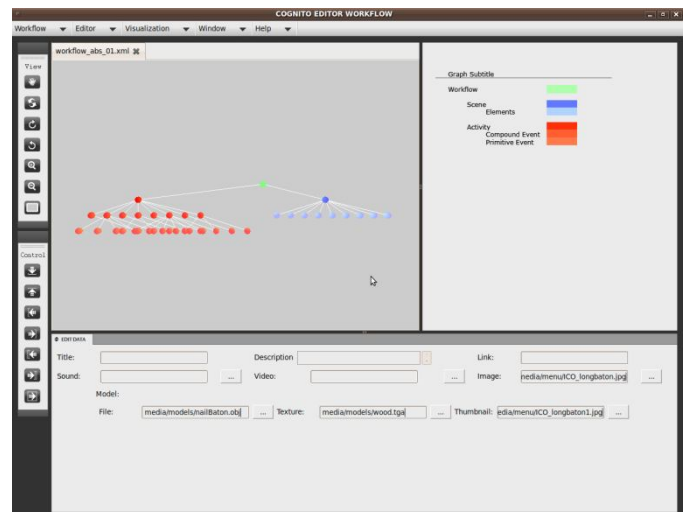 COGNITO EDITOR WORKFLOW
Workflow Editor Visualization Window Help
workflow_abs_01.xml
View
Graph Subtitle
Workflow
Scene
Elements
Activity
Compound Event
Primitive Event
Control
EDIT DATA
Title: Description Link:
Sound: ... Video: ... Image: nedia/menu/ICO_longbaton.jpg ...
Model:
File: media/models/nailBaton.obj ... Texture: media/models/wood.tga ... Thumbnail: edia/menu/ICO_longbaton1.jpg ...